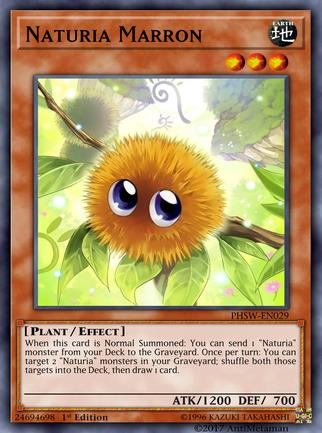 Naturia Marron
EARTH
地
PHSW-EN029
[Plant / Effect]
When this card is Normal Summoned: You can send 1 "Naturia"
monster from your Deck to the Graveyard. Once per turn: You can
target 2 "Naturia" monsters in your Graveyard; shuffle both those
targets into the Deck, then draw 1 card.
ATK/1200 DEF/ 700
24694698 1st Edition ©1996 KAZUKI TAKAHASHI
©2017 AntiMetaman